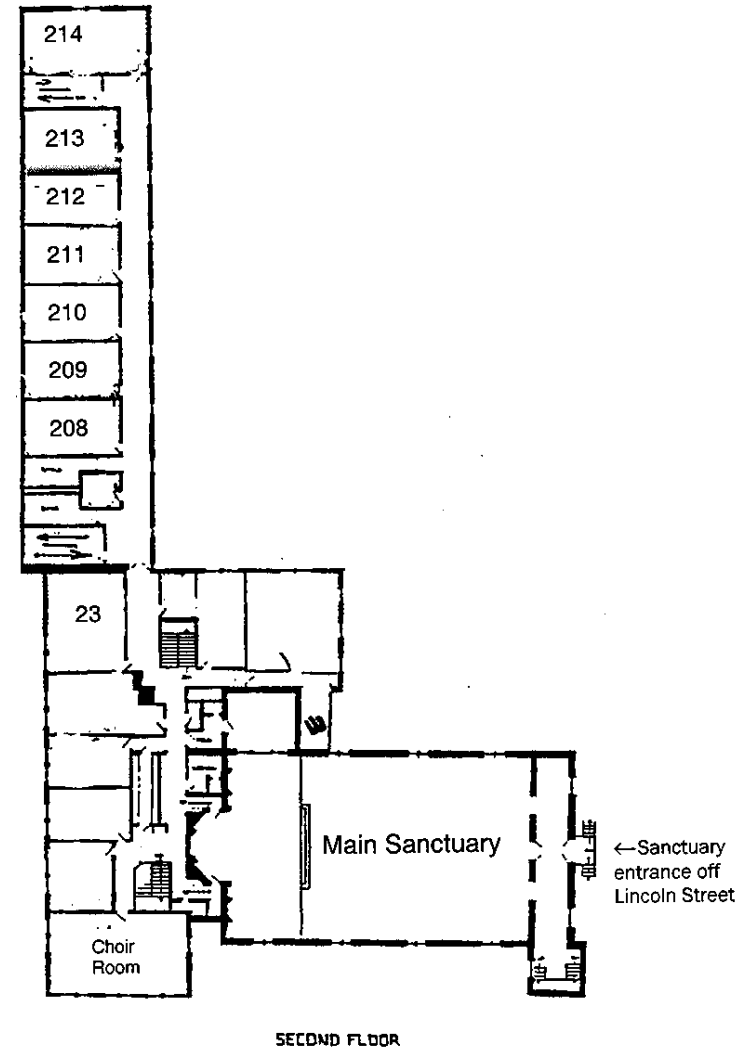 214
213
212
211
210
209
208
23
Main Sanctuary
←Sanctuary
entrance off
Lincoln Street
Choir
Room
SECOND FLOOR